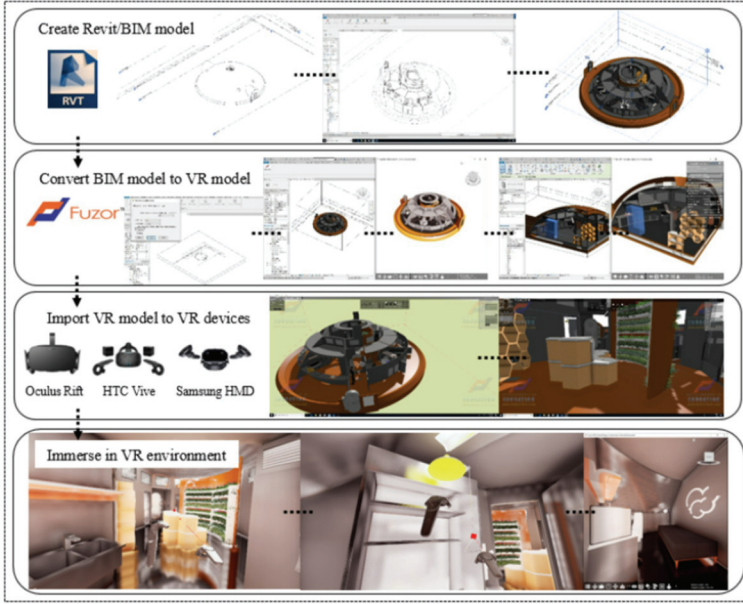 Create Revit/BIM model
RVT
Convert BIM model to VR model
Fuzor
Import VR model to VR devices
Oculus Rift HTC Vive Samsung HMD
Immerse in VR environment